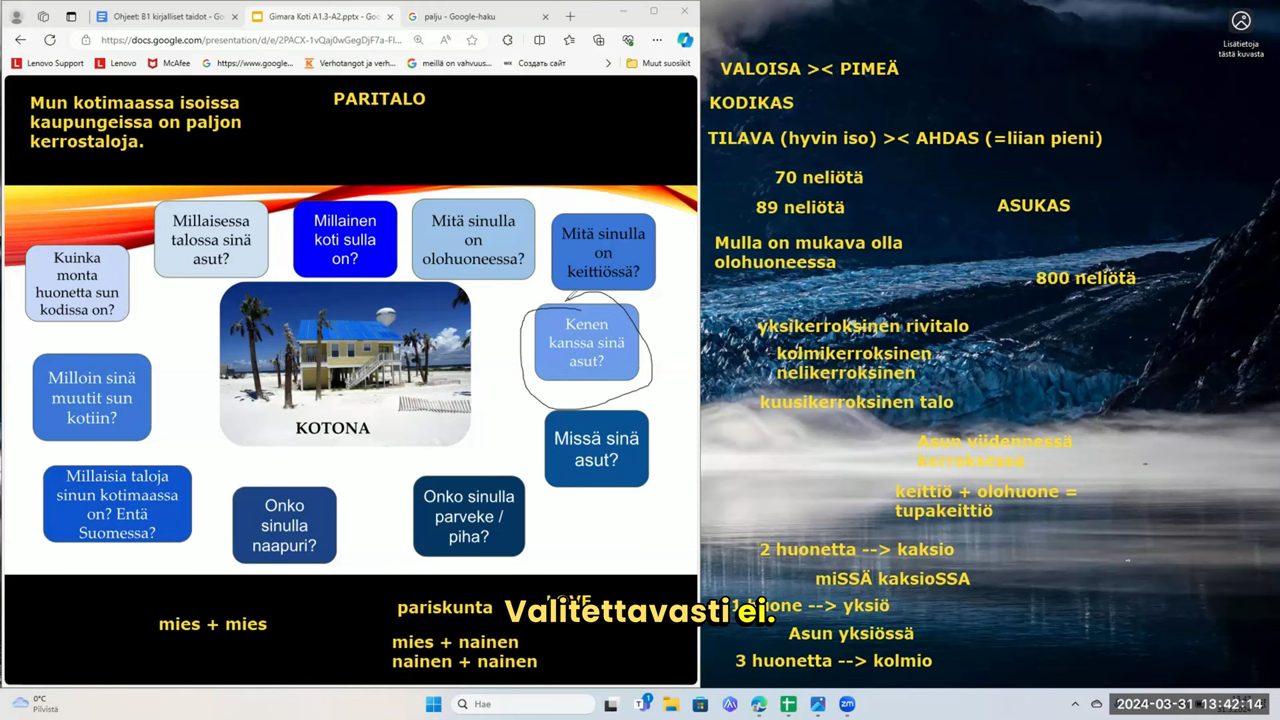 Ohjeet: B1 kirjalliset taidot - Go
Gimara Koti A1.3-A2.pptx - Goo
palju - Google-haku
https://docs.google.com/presentation/d/e/2PACX-1vQaj0wGegDjF7a-Fl...
Lenovo Support
Lenovo
McAfee
https://www.google...
Verhotangot ja verh...
meillä on vahvuus...
Создать сайт
Muut suosikit
Lisätietoja
tästä kuvasta
Mun kotimaassa isoissa
kaupungeissa on paljon
kerrostaloja.
PARITALO
Millaisessa
talossa sinä
asut?
Millainen
koti sulla
on?
Mitä sinulla
on
olohuoneessa?
Mitä sinulla
on
keittiössä?
Kuinka
monta
huonetta sun
kodissa on?
Kenen
kanssa sinä
asut?
Milloin sinä
muutit sun
kotiin?
KOTONA
Missä sinä
asut?
Millaisia taloja
sinun kotimaassa
on? Entä
Suomessa?
Onko
sinulla
naapuri?
Onko sinulla
parveke /
piha?
mies + mies
pariskunta
mies + nainen
nainen + nainen
Valitettavasti ei.
VALOISA >< PIMEÄ
KODIKAS
TILAVA (hyvin iso) >< AHDAS (=liian pieni)
70 neliötä
89 neliötä
ASUKAS
Mulla on mukava olla
olohuoneessa
800 neliötä
yksikerroksinen rivitalo
kolmikerroksinen
nelikerroksinen
kuusikerroksinen talo
Asun viidennessä
kerroksessa
keittiö + olohuone =
tupakeittiö
2 huonetta --> kaksio
miSSÄ kaksioSSA
huone --> yksiö
Asun yksiössä
3 huonetta --> kolmio
0°C
Pilvistä
Hae
2024-03-31 13:42:14